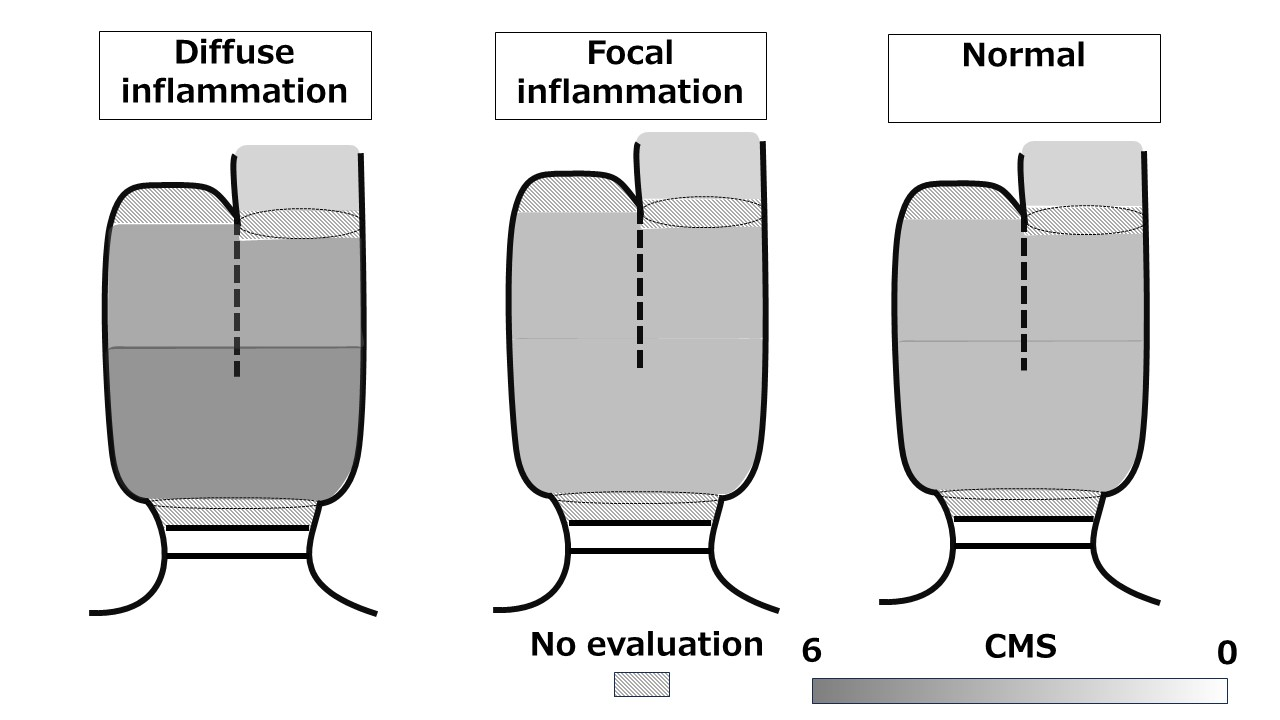 Diffuse
inflammation
Focal
inflammation
Normal
No evaluation
6
CMS
0